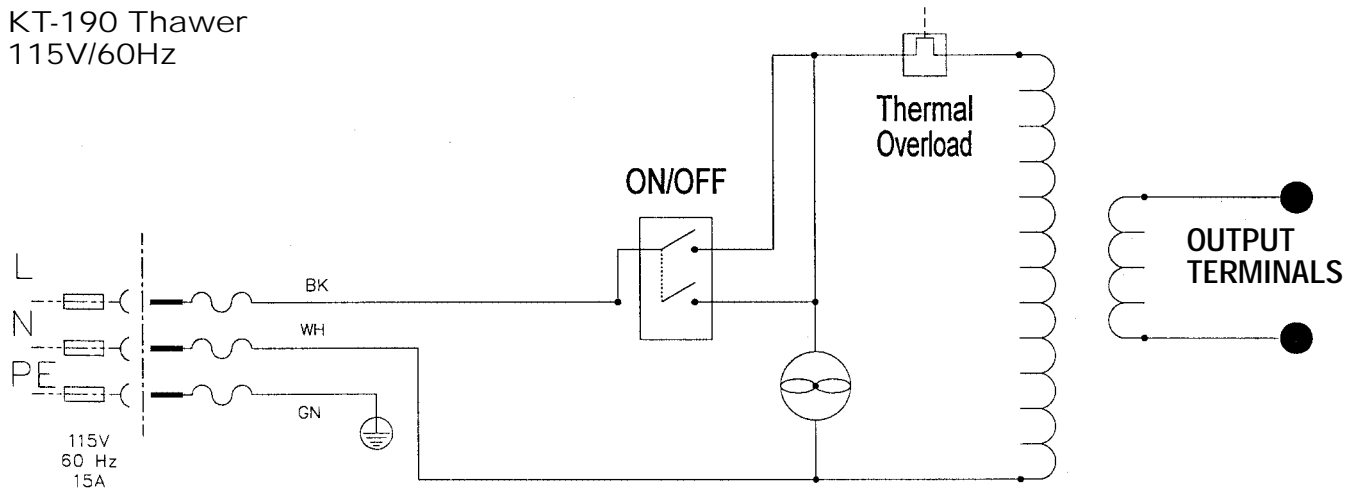 KT-190 Thawer
115V/60Hz
Thermal
Overload
ON/OFF
OUTPUT
TERMINALS
L
BK
N
WH
PE
GN
115V
60 Hz
15A